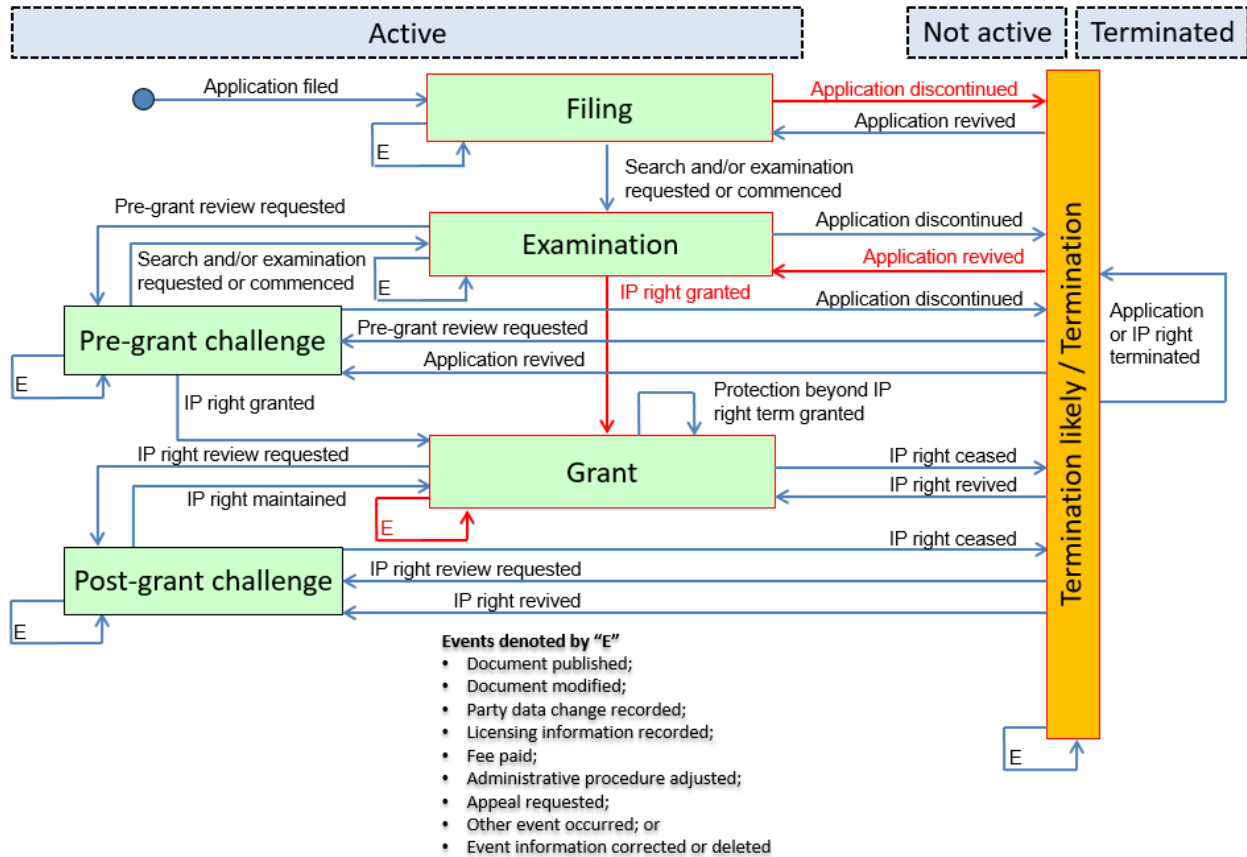 Active
Not active
Terminated
Application filed
Filing
Application discontinued
Application revived
E
Search and/or examination
requested or commenced
Pre-grant review requested
Examination
Application discontinued
Search and/or examination
requested or commenced
E
Application revived
IP right granted
Application discontinued
Pre-grant challenge
Pre-grant review requested
Application revived
E
Application
or IP right
terminated
Termination likely / Termination
IP right granted
Protection beyond IP
right term granted
IP right review requested
Grant
IP right ceased
IP right revived
IP right maintained
E
IP right ceased
Post-grant challenge
IP right review requested
IP right revived
E
Events denoted by “E”
• Document published;
• Document modified;
• Party data change recorded;
• Licensing information recorded;
• Fee paid;
• Administrative procedure adjusted;
• Appeal requested;
• Other event occurred; or
• Event information corrected or deleted
E